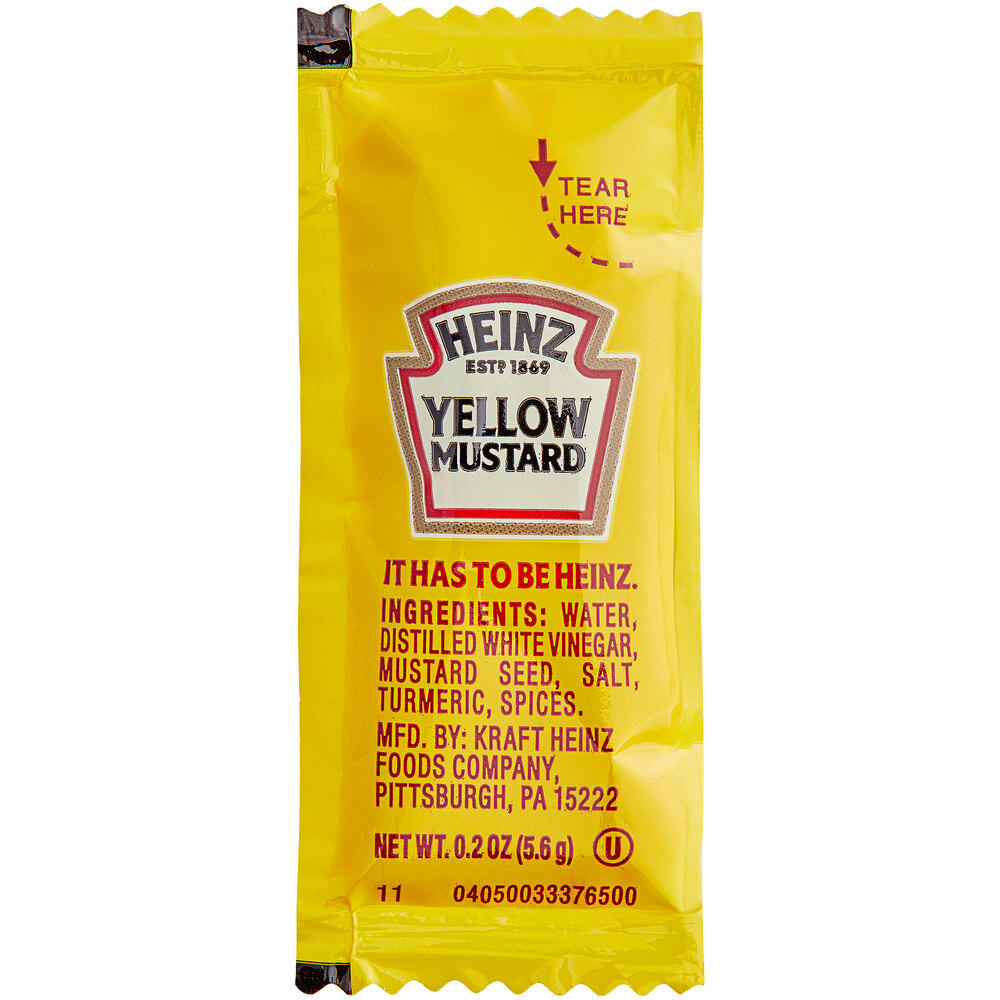 TEAR
HERE
HEINZ
ESTD 1869
YELLOW
MUSTARD
IT HAS TO BE HEINZ.
INGREDIENTS: WATER,
DISTILLED WHITE VINEGAR,
MUSTARD SEED, SALT,
TURMERIC, SPICES.
MFD. BY: KRAFT HEINZ
FOODS COMPANY,
PITTSBURGH, PA 15222
NET WT. 0.2 OZ (5.6 g) U
11 04050033376500